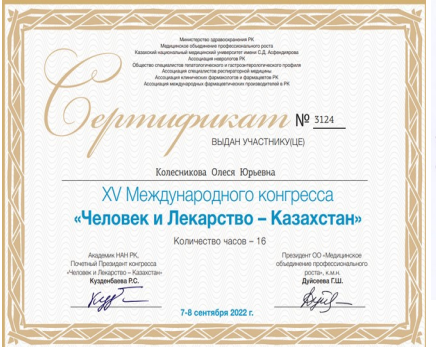 Министерство здравоохранения РК
Медицинское объединение профессионального роста
Казахский национальный медицинский университет имени С.Д. Асфендиярова
Ассоциация неврологов РК
Общество специалистов гепатологического и гастроэнтерологического профиля
Ассоциация специалистов респираторной медицины
Ассоциация клинических фармакологов и фармацевтов РК
Ассоциация международных фармацевтических производителей в РК
Сертификат № 3124
ВЫДАН УЧАСТНИКУ(ЦЕ)
Колесникова Олеся Юрьевна
XV Международного конгресса
«Человек и Лекарство – Казахстан»
Количество часов – 16
Академик НАН РК,
Почетный Президент конгресса
«Человек и Лекарство – Казахстан»
Кузденбаева Р.С.
Президент ОО «Медицинское
объединение профессионального
роста», к.м.н.
Дуйсеева Г.Ш.
7-8 сентября 2022 г.